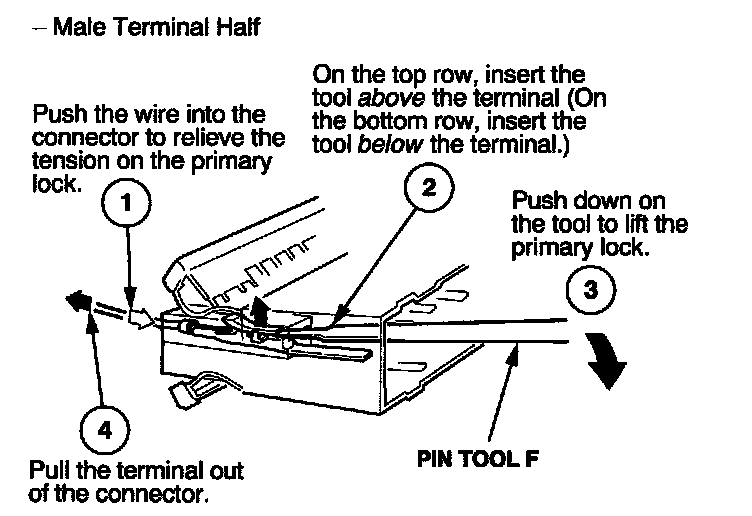 – Male Terminal Half
Push the wire into the
connector to relieve the
tension on the primary
lock.
1
On the top row, insert the
tool above the terminal (On
the bottom row, insert the
tool below the terminal.)
2
Push down on
the tool to lift the
primary lock.
3
4
Pull the terminal out
of the connector.
PIN TOOL F